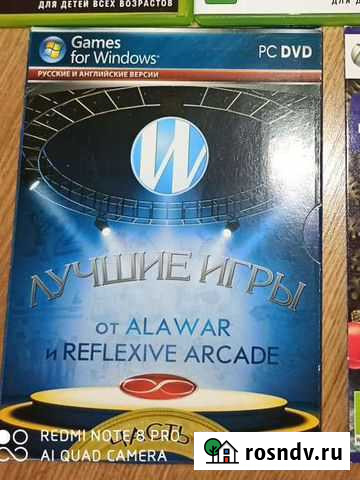 ДЛЯ ДЕТЕЙ ВСЕХ ВОЗРАСТОВ
Games
for Windows
PC DVD
РУССКИЕ И АНГЛИЙСКИЕ ВЕРСИИ
W
ЛУЧШИЕ ИГРЫ
ОТ ALAWAR
И REFLEXIVE ARCADE
ЧАСТЬ
REDMI NOTE 8 PRO
AI QUAD CAMERA
rosndv.ru